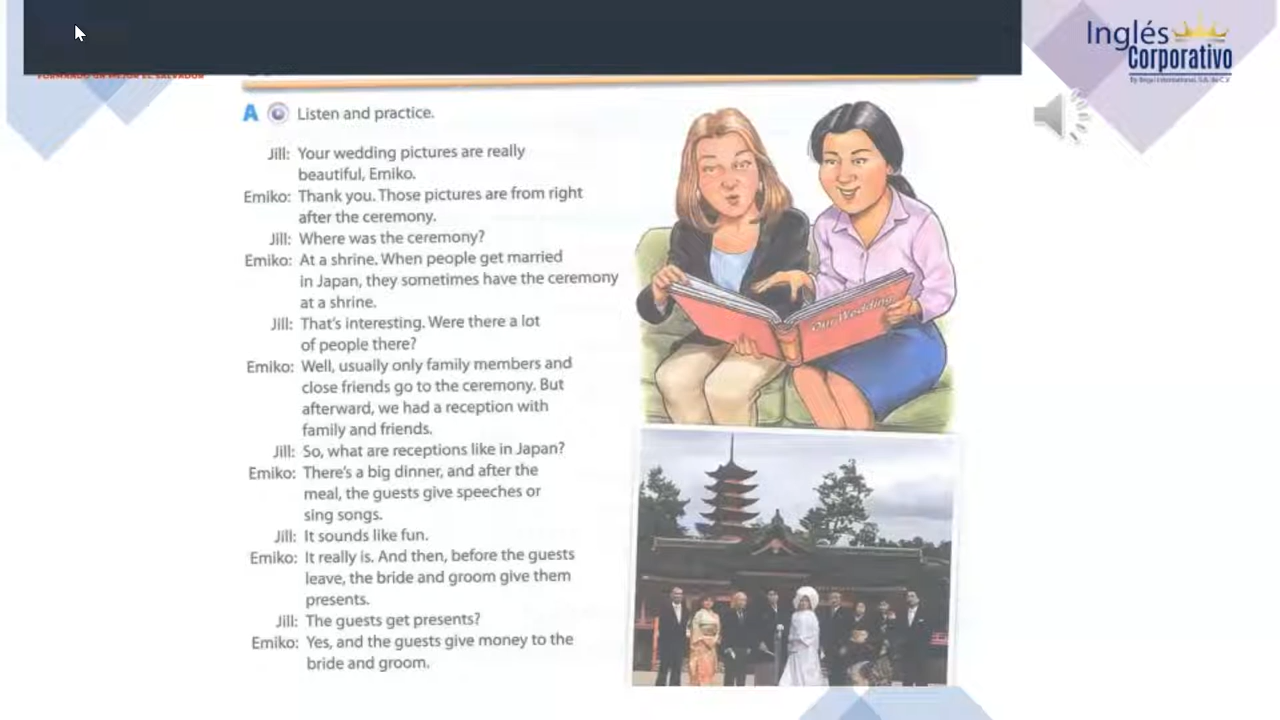 Inglés
Corporativo
FORMANDO UN MEJOR EL SALVADOR
A Listen and practice.
Jill: Your wedding pictures are really
beautiful, Emiko.
Emiko: Thank you. Those pictures are from right
after the ceremony.
Jill: Where was the ceremony?
Emiko: At a shrine. When people get married
in Japan, they sometimes have the ceremony
at a shrine.
Jill: That's interesting. Were there a lot
of people there?
Emiko: Well, usually only family members and
close friends go to the ceremony. But
afterward, we had a reception with
family and friends.
Jill: So, what are receptions like in Japan?
Emiko: There's a big dinner, and after the
meal, the guests give speeches or
sing songs.
Jill: It sounds like fun.
Emiko: It really is. And then, before the guests
leave, the bride and groom give them
presents.
Jill: The guests get presents?
Emiko: Yes, and the guests give money to the
bride and groom.
Our Wedding